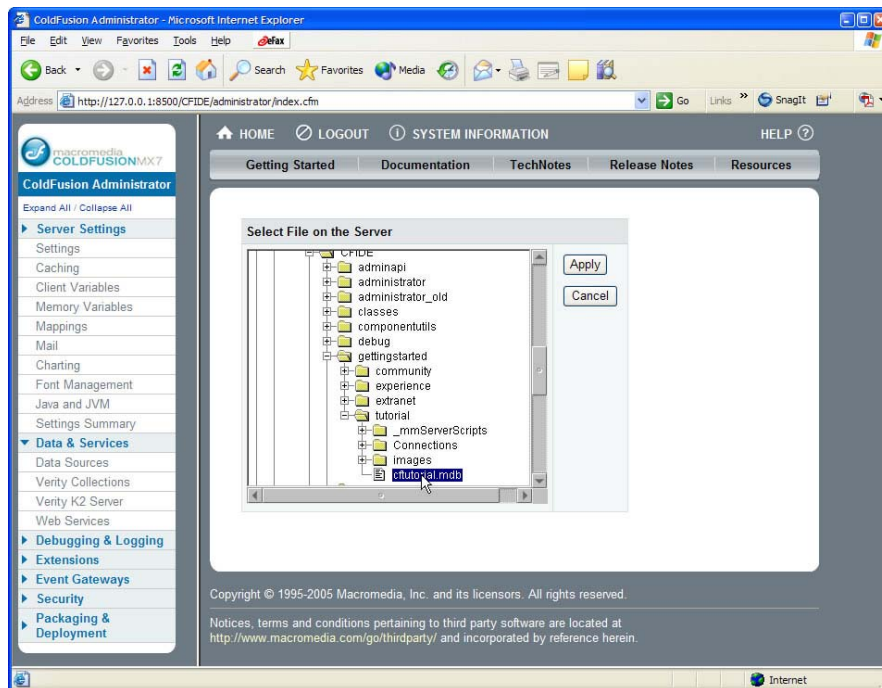 ColdFusion Administrator - Microsoft Internet Explorer
File Edit View Favorites Tools Help eFax
Back Search Favorites Media
Address http://127.0.0.1:8500/CFIDE/administrator/index.cfm Go Links » SnagIt
macromedia
COLDFUSION MX7
HOME LOGOUT SYSTEM INFORMATION HELP ?
Getting Started Documentation TechNotes Release Notes Resources
ColdFusion Administrator
Expand All / Collapse All
Server Settings
Settings
Caching
Client Variables
Memory Variables
Mappings
Mail
Charting
Font Management
Java and JVM
Settings Summary
Data & Services
Data Sources
Verity Collections
Verity K2 Server
Web Services
Debugging & Logging
Extensions
Event Gateways
Security
Packaging &
Deployment
Select File on the Server
CFIDE
adminapi
administrator
administrator_old
classes
componentutils
debug
gettingstarted
community
experience
extranet
tutorial
_mmServerScripts
Connections
images
cftutorial.mdb
Apply
Cancel
Copyright © 1995-2005 Macromedia, Inc. and its licensors. All rights reserved.
Notices, terms and conditions pertaining to third party software are located at
http://www.macromedia.com/go/thirdparty/ and incorporated by reference herein.
Internet